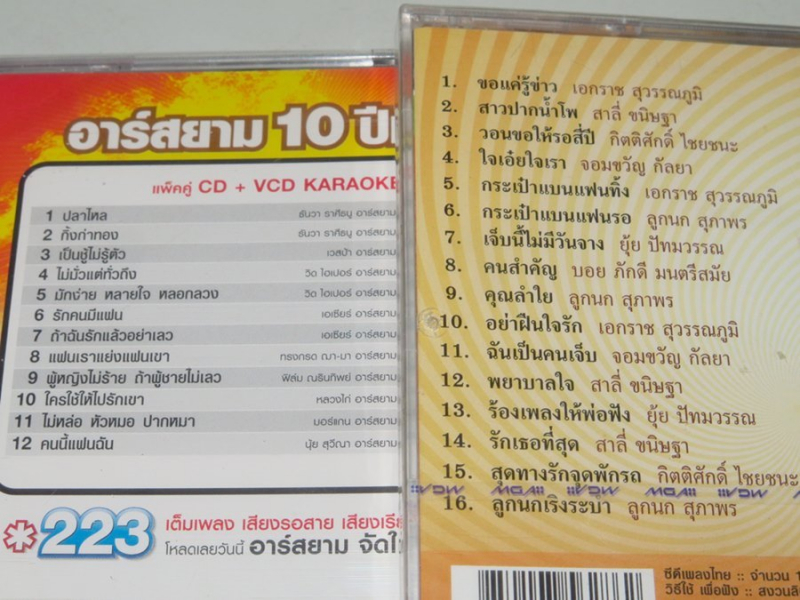 อาร์สยาม 10 ปี
แพ็คคู่ CD + VCD KARAOKE
1 ปลาไหล ธันวา ราศีธนู อาร์สยาม
2 กิ้งก่าทอง ธันวา ราศีธนู อาร์สยาม
3 เป็นชู้ไม่รู้ตัว เวสป้า อาร์สยาม
4 ไม่มั่วแต่ทั่วถึง วิด ไฮเปอร์ อาร์สยาม
5 มักง่าย หลายใจ หลอกลวง วิด ไฮเปอร์ อาร์สยาม
6 รักคนมีแฟน เอเซียร์ อาร์สยาม
7 ถ้าฉันรักแล้วอย่าเลว เอเซียร์ อาร์สยาม
8 แฟนเราแย่งแฟนเขา ทรงกรด ฌา-มา อาร์สยาม
9 ผู้หญิงไม่ร้าย ถ้าผู้ชายไม่เลว ฟิล์ม ณรินทิพย์ อาร์สยาม
10 ใครใช้ให้ไปรักเขา หลวงไก่ อาร์สยาม
11 ไม่หล่อ หัวหมอ ปากหมา มอร์แกน อาร์สยาม
12 คนนี้แฟนฉัน นุ้ย สุวีณา อาร์สยาม
*223 เต็มเพลง เสียงรอสาย
โหลดเลยวันนี้ อาร์สยาม
1. ขอแค่รู้ข่าว เอกราช สุวรรณภูมิ
2. สาวปากน้ำโพ สาลี่ ขนิษฐา
3. วอนขอให้รอสี่ปี กิตติศักดิ์ ไชยชนะ
4. ใจเอ๋ยใจเรา จอมขวัญ กัลยา
5. กระเป๋าแบนแฟนทิ้ง เอกราช สุวรรณภูมิ
6. กระเป๋าแบนแฟนรอ ลูกนก สุภาพร
7. เจ็บนี้ไม่มีวันจาง ยุ้ย ปัทมวรรณ
8. คนสำคัญ บอย ภักดี มนตรีสมัย
9. คุณลำใย ลูกนก สุภาพร
10. อย่าฝืนใจรัก เอกราช สุวรรณภูมิ
11. ฉันเป็นคนเจ็บ จอมขวัญ กัลยา
12. พยาบาลใจ สาลี่ ขนิษฐา
13. ร้องเพลงให้พ่อฟัง ยุ้ย ปัทมวรรณ
14. รักเธอที่สุด สาลี่ ขนิษฐา
15. สุดทางรักจุดพักรถ กิตติศักดิ์ ไชยชนะ
16. ลูกนกเริงระบำ ลูกนก สุภาพร
ซีดีเพลงไทย :: จำนวน 1
วิธีใช้ เพื่อฟัง ::